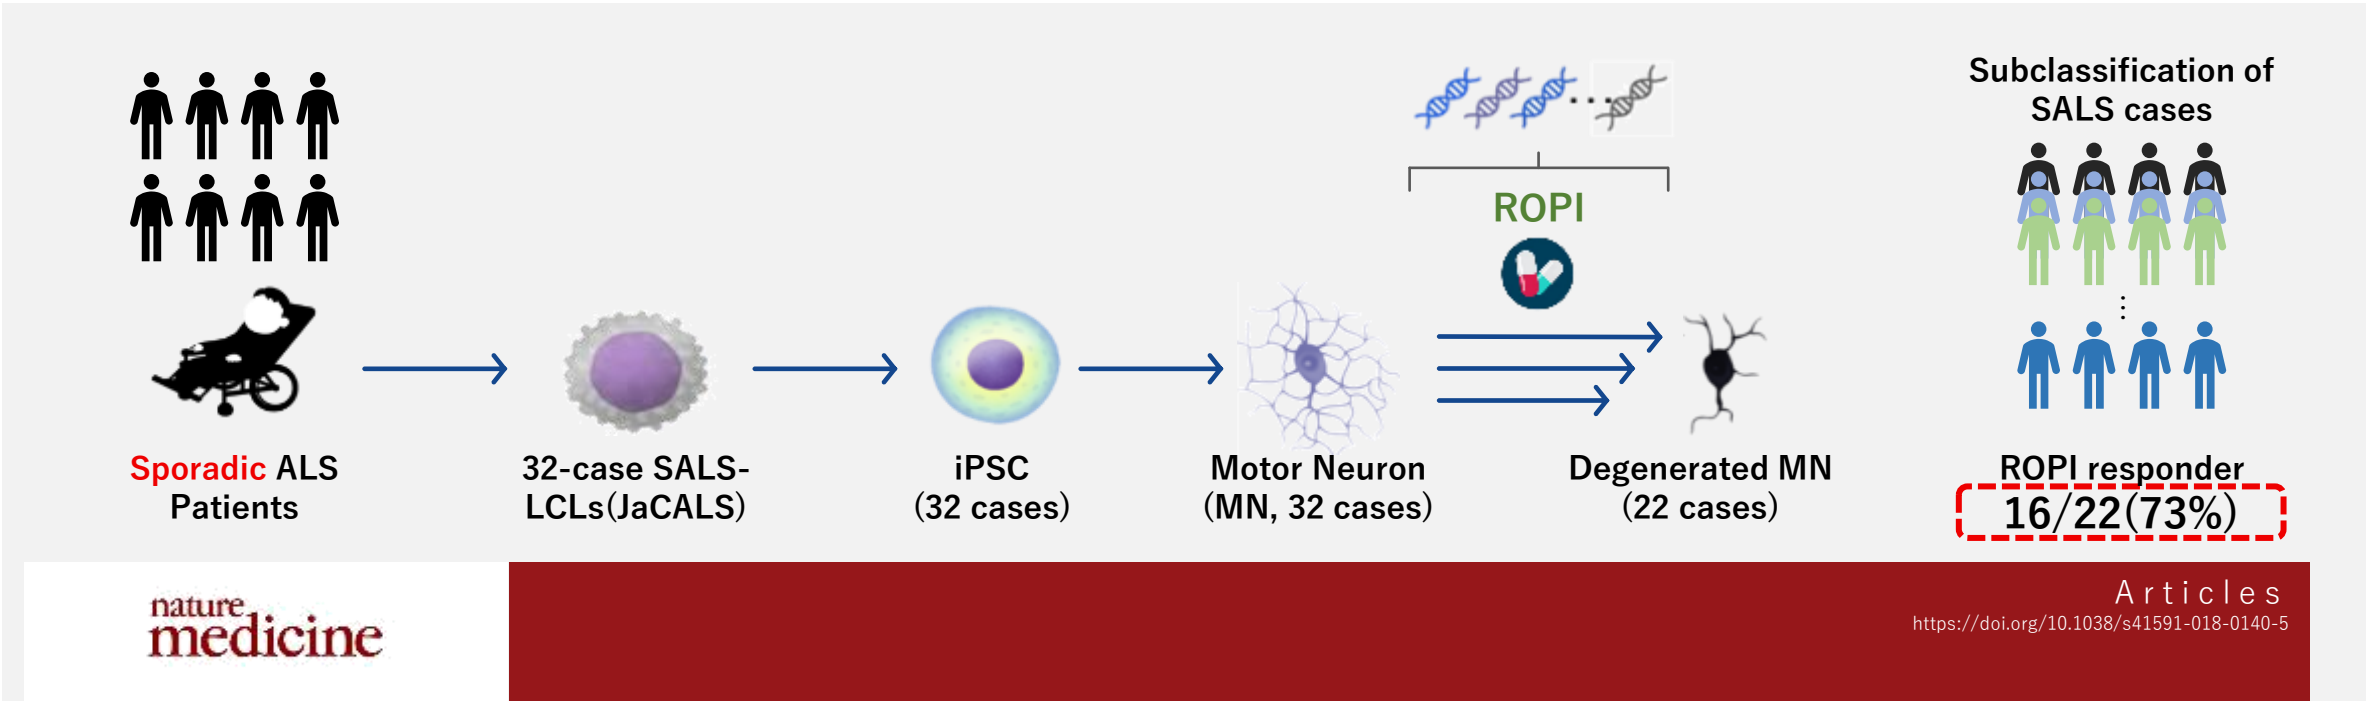 Subclassification of
SALS cases
ROPI
Sporadic ALS
Patients
32-case SALS-
LCLs(JaCALS)
iPSC
(32 cases)
Motor Neuron
(MN, 32 cases)
Degenerated MN
(22 cases)
ROPI responder
16/22(73%)
nature
medicine
Articles
https://doi.org/10.1038/s41591-018-0140-5